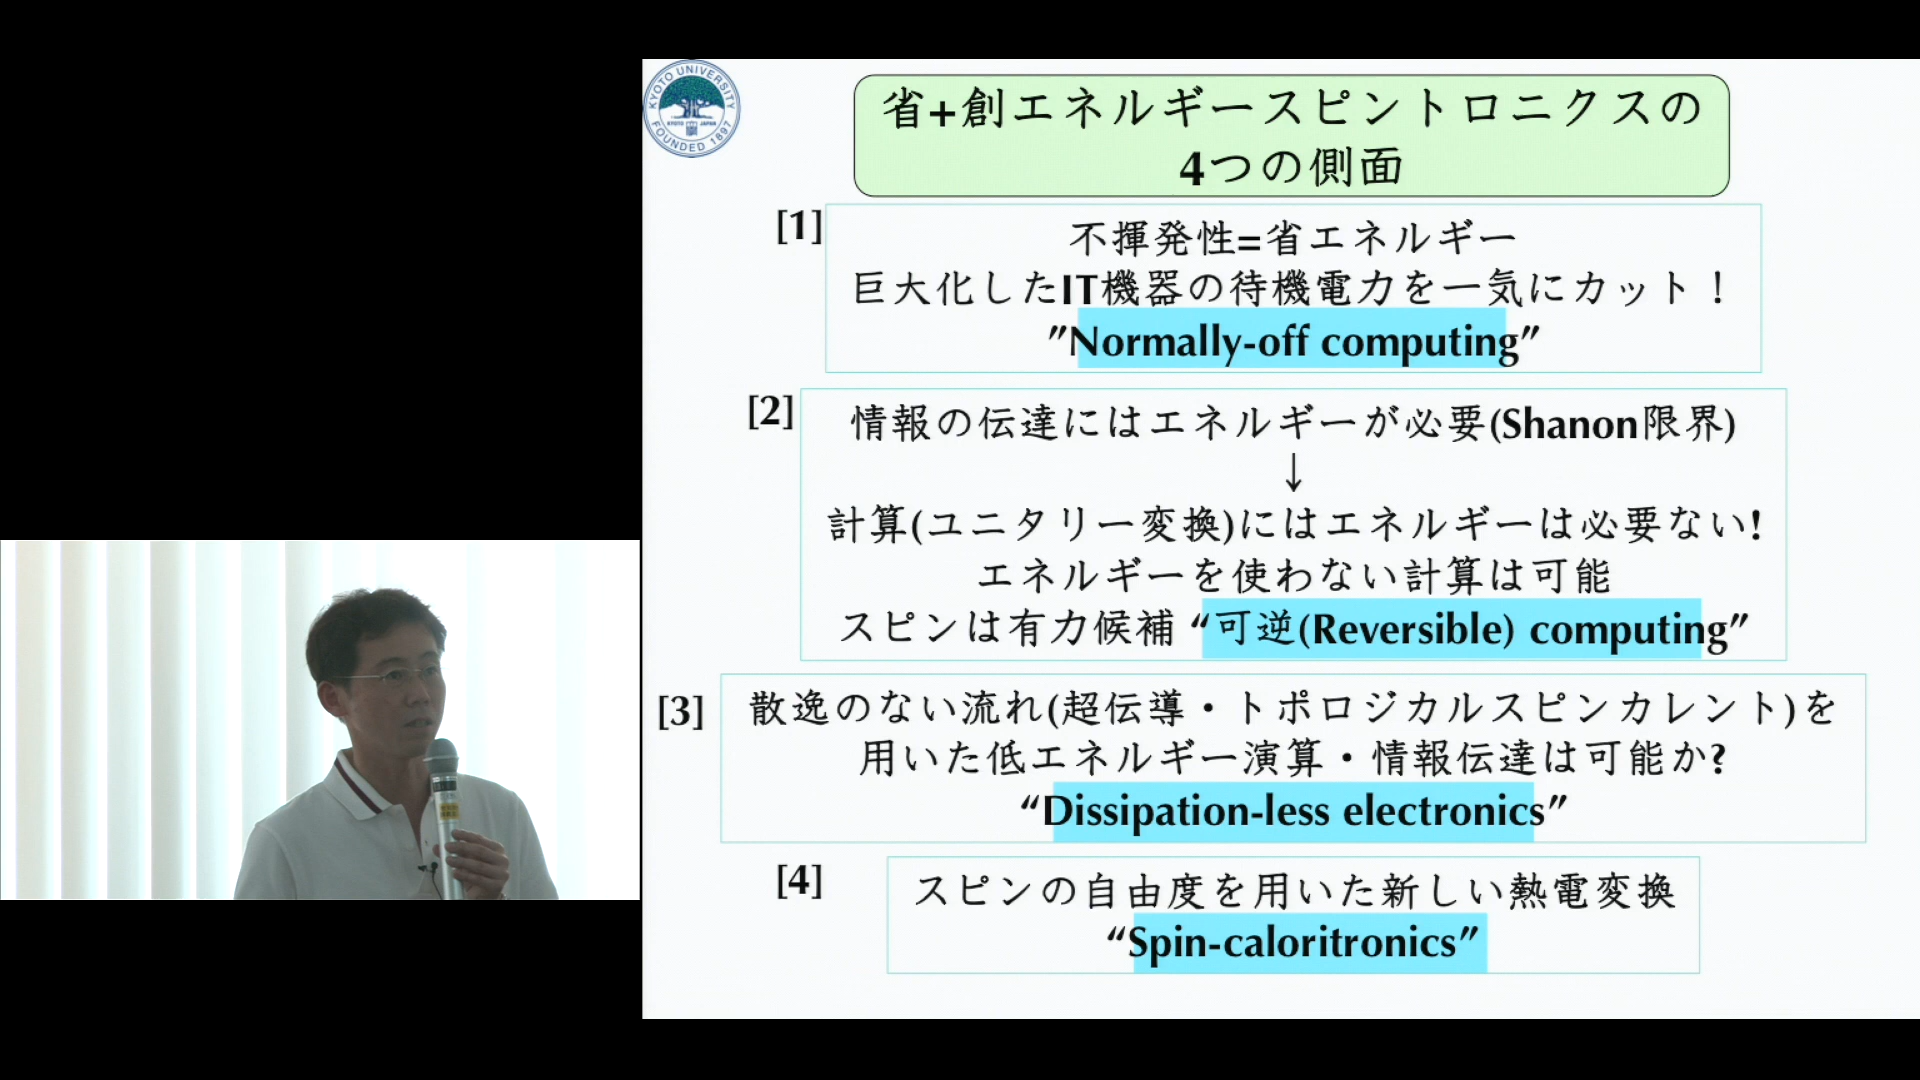 KYOTO UNIVERSITY
KYOTO JAPAN
FOUNDED 1897
省+創エネルギースピントロニクスの
4つの側面
[1]
不揮発性=省エネルギー
巨大化したIT機器の待機電力を一気にカット！
”Normally-off computing”
[2]
情報の伝達にはエネルギーが必要(Shanon限界)
↓
計算(ユニタリー変換)にはエネルギーは必要ない!
エネルギーを使わない計算は可能
スピンは有力候補 “可逆(Reversible) computing”
[3]
散逸のない流れ(超伝導・トポロジカルスピンカレント)を
用いた低エネルギー演算・情報伝達は可能か?
“Dissipation-less electronics”
[4]
スピンの自由度を用いた新しい熱電変換
“Spin-caloritronics”